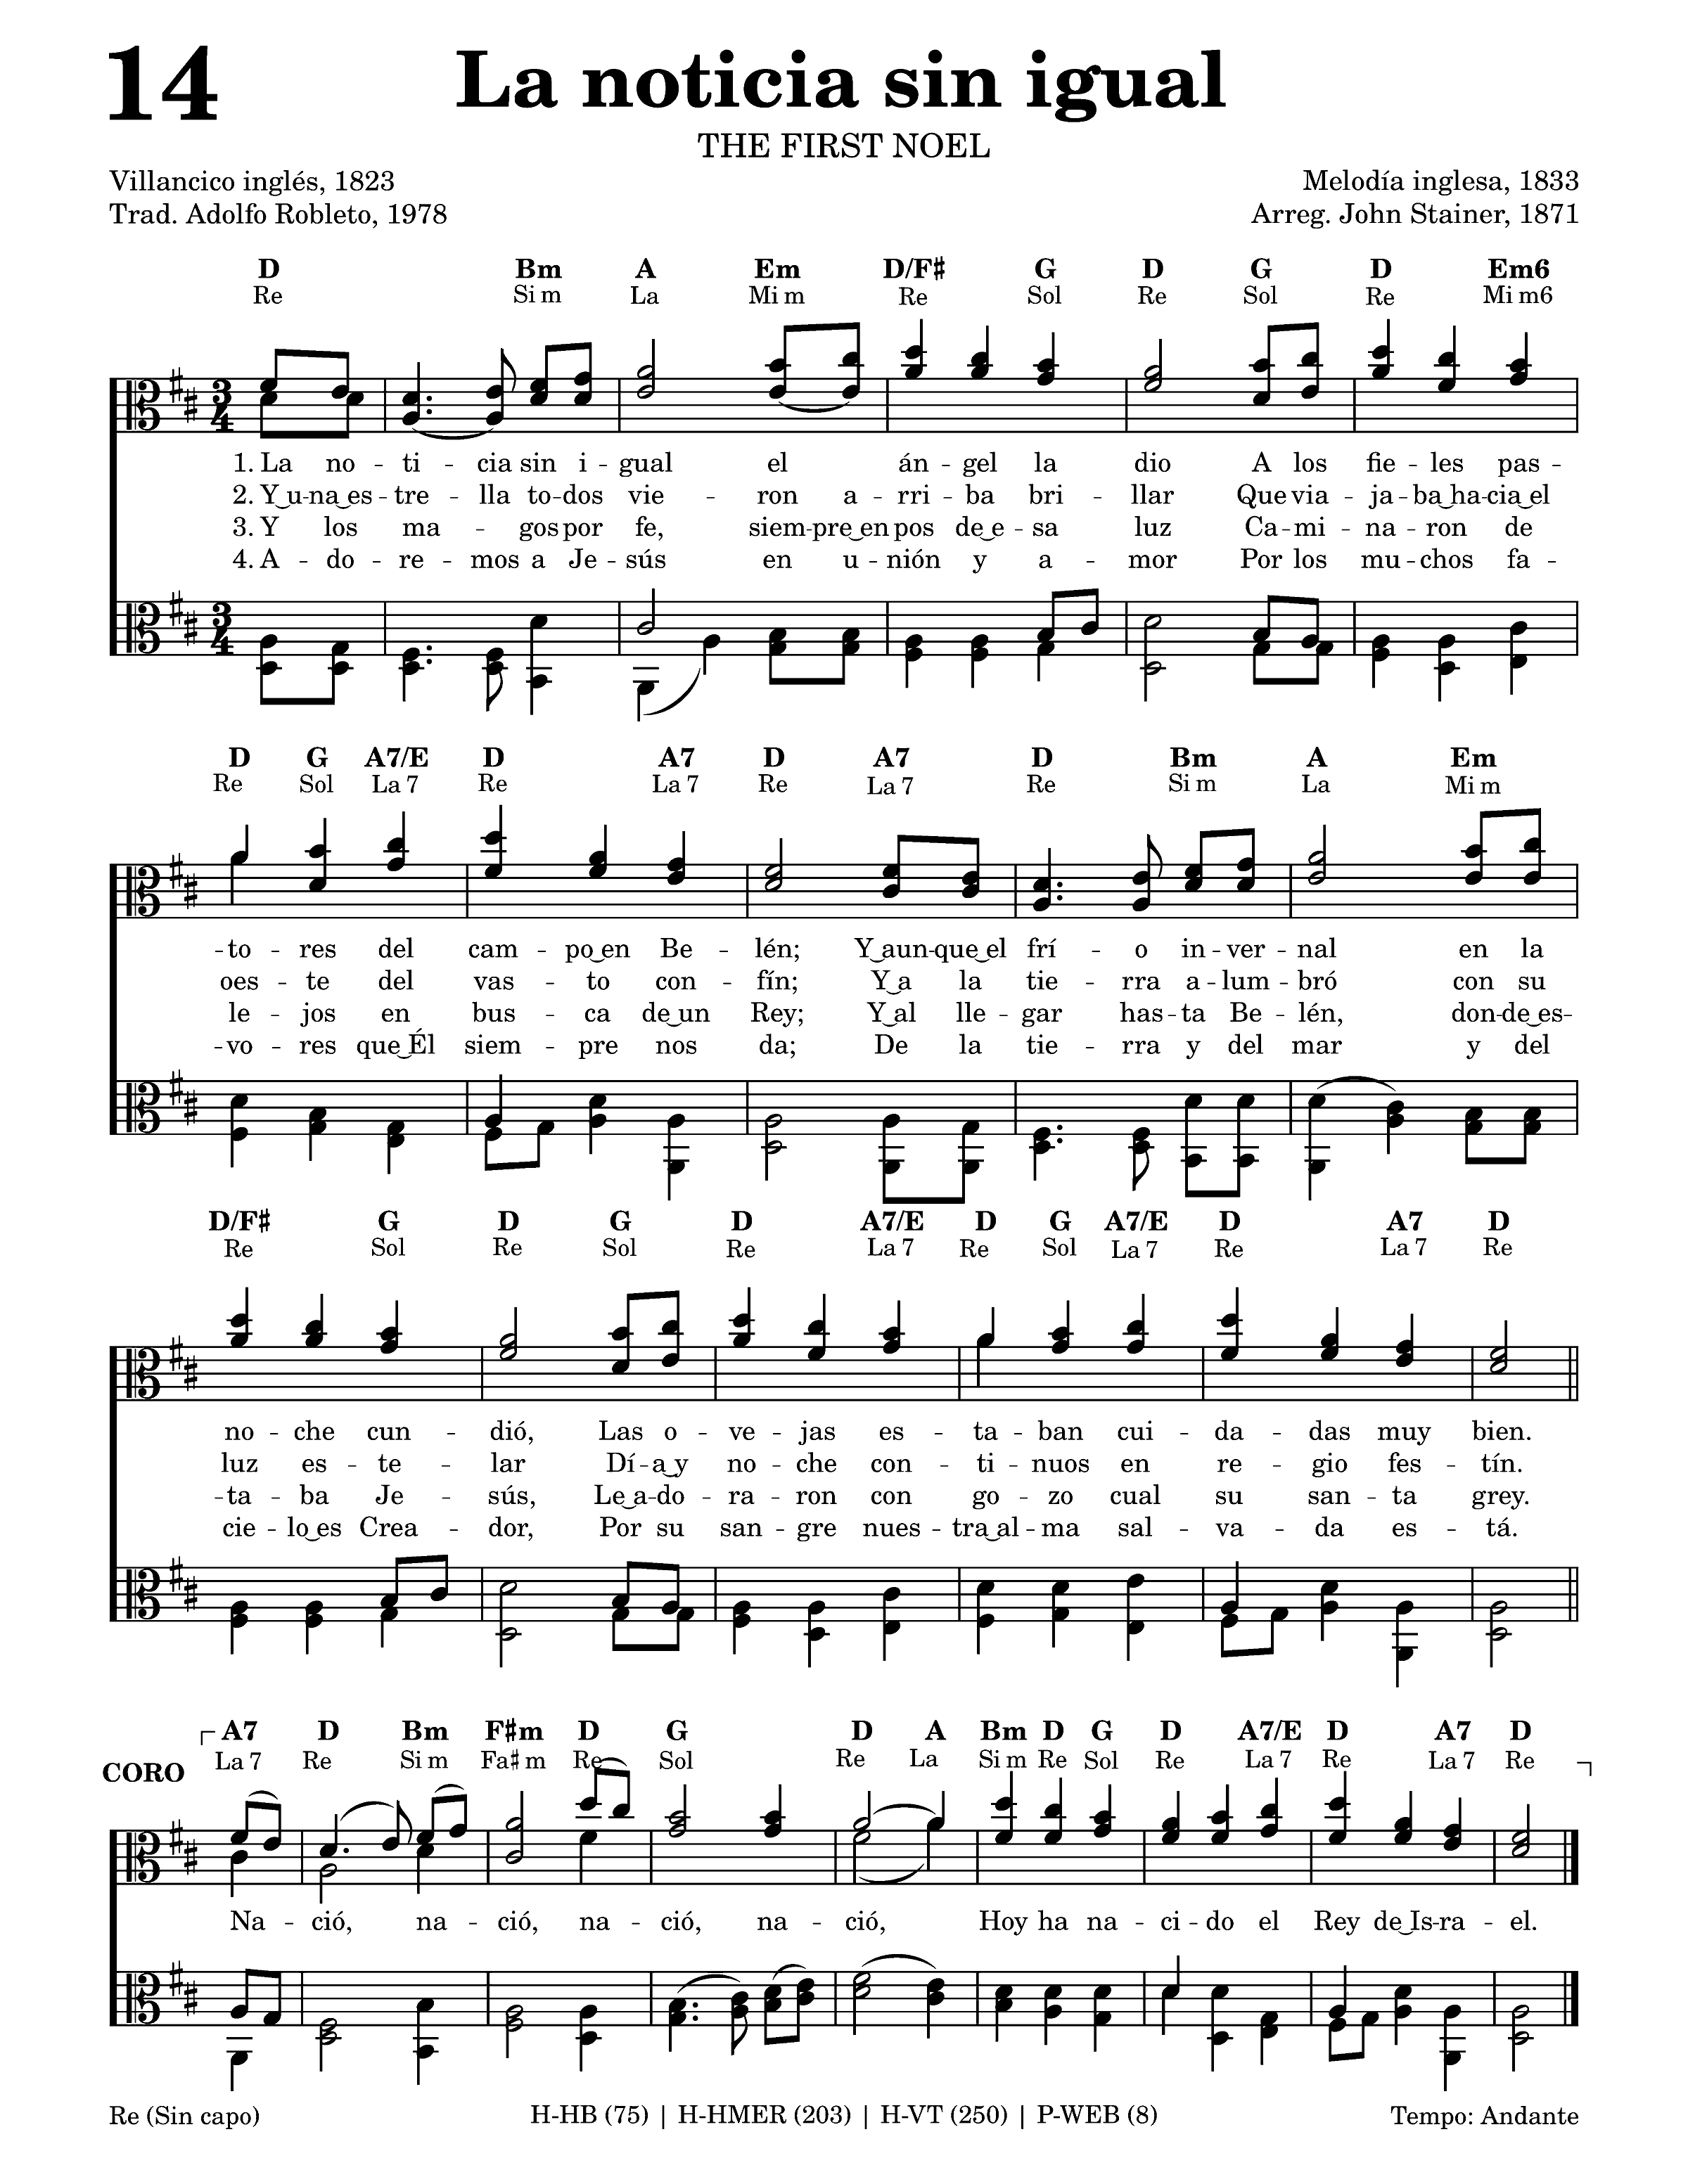 14
La noticia sin igual
THE FIRST NOEL
Villancico inglés, 1823
Melodía inglesa, 1833
Trad. Adolfo Robleto, 1978
Arreg. John Stainer, 1871
D Bm A Em D/F♯ G D G D Em6
Re Si m La Mi m Re Sol Re Sol Re Mi m6
3 4
1. La no -- ti -- cia sin i -- gual el án -- gel la dio A los fie -- les pas --
2. Y‿u -- na‿es -- tre -- lla to -- dos vie -- ron a -- rri -- ba bri -- llar Que via -- ja -- ba‿ha -- cia‿el
3. Y los ma -- gos por fe, siem -- pre‿en pos de‿e -- sa luz Ca -- mi -- na -- ron de
4. A -- do -- re -- mos a Je -- sús en u -- nión y a -- mor Por los mu -- chos fa --
3 4
D G A7/E D A7 D A7 D Bm A Em
Re Sol La 7 Re La 7 Re La 7 Re Si m La Mi m
-- to -- res del cam -- po‿en Be -- lén; Y‿aun -- que‿el frí -- o in -- ver -- nal en la
oes -- te del vas -- to con -- fín; Y‿a la tie -- rra a -- lum -- bró con su
le -- jos en bus -- ca de‿un Rey; Y‿al lle -- gar has -- ta Be -- lén, don -- de‿es --
-- vo -- res que‿Él siem -- pre nos da; De la tie -- rra y del mar y del
D/F♯ G D G D A7/E D G A7/E D A7 D
Re Sol Re Sol Re La 7 Re Sol La 7 Re La 7 Re
no -- che cun -- dió, Las o -- ve -- jas es -- ta -- ban cui -- da -- das muy bien.
luz es -- te -- lar Dí -- a‿y no -- che con -- ti -- nuos en re -- gio fes -- tín.
-- ta -- ba Je -- sús, Le‿a -- do -- ra -- ron con go -- zo cual su san -- ta grey.
cie -- lo‿es Crea -- dor, Por su san -- gre nues -- tra‿al -- ma sal -- va -- da es -- tá.
A7 D Bm F♯m D G D A Bm D G D A7/E D A7 D
La 7 Re Si m Fa♯ m Re Sol Re La Si m Re Sol Re La 7 Re La 7 Re
CORO
Na -- ció, na -- ció, na -- ció, na -- ció, Hoy ha na -- ci -- do el Rey de‿Is -- ra -- el.
Re (Sin capo)
H-HB (75) | H-HMER (203) | H-VT (250) | P-WEB (8)
Tempo: Andante